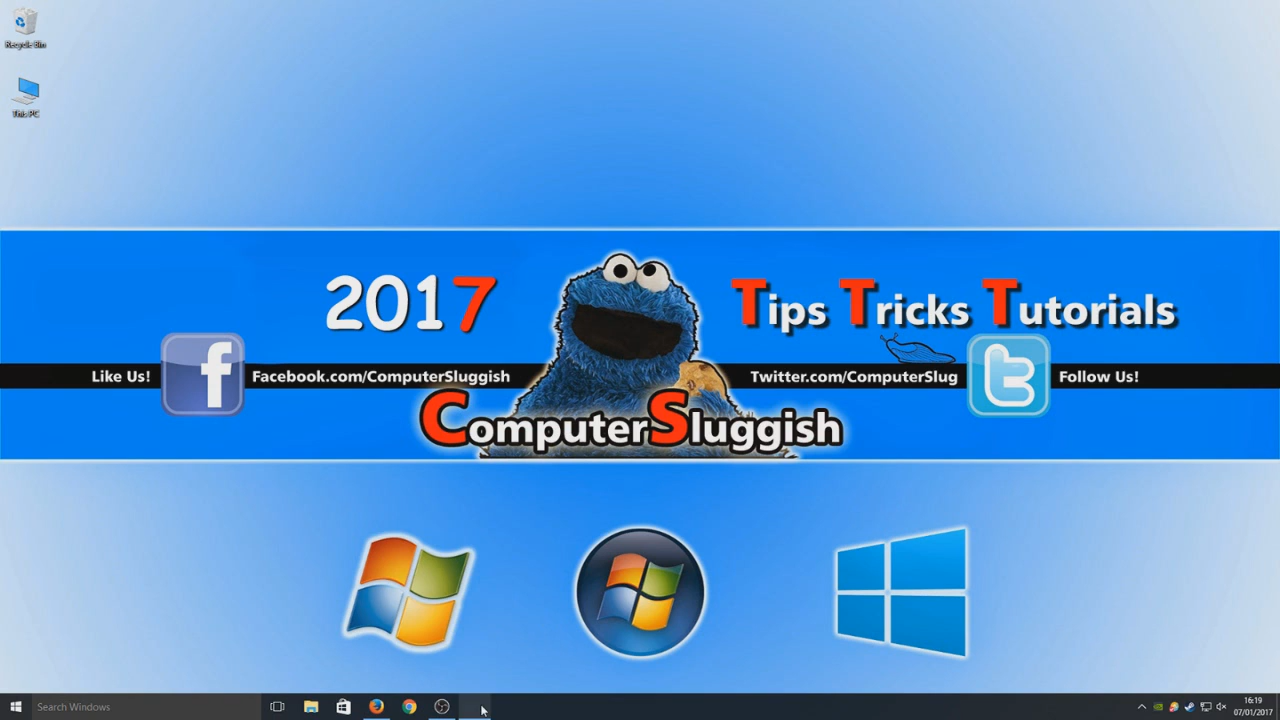 Recycle Bin
This PC
2017
Tips Tricks Tutorials
Like Us!
Facebook.com/ComputerSluggish
Twitter.com/ComputerSlug
Follow Us!
ComputerSluggish
Search Windows
16:19
07/01/2017